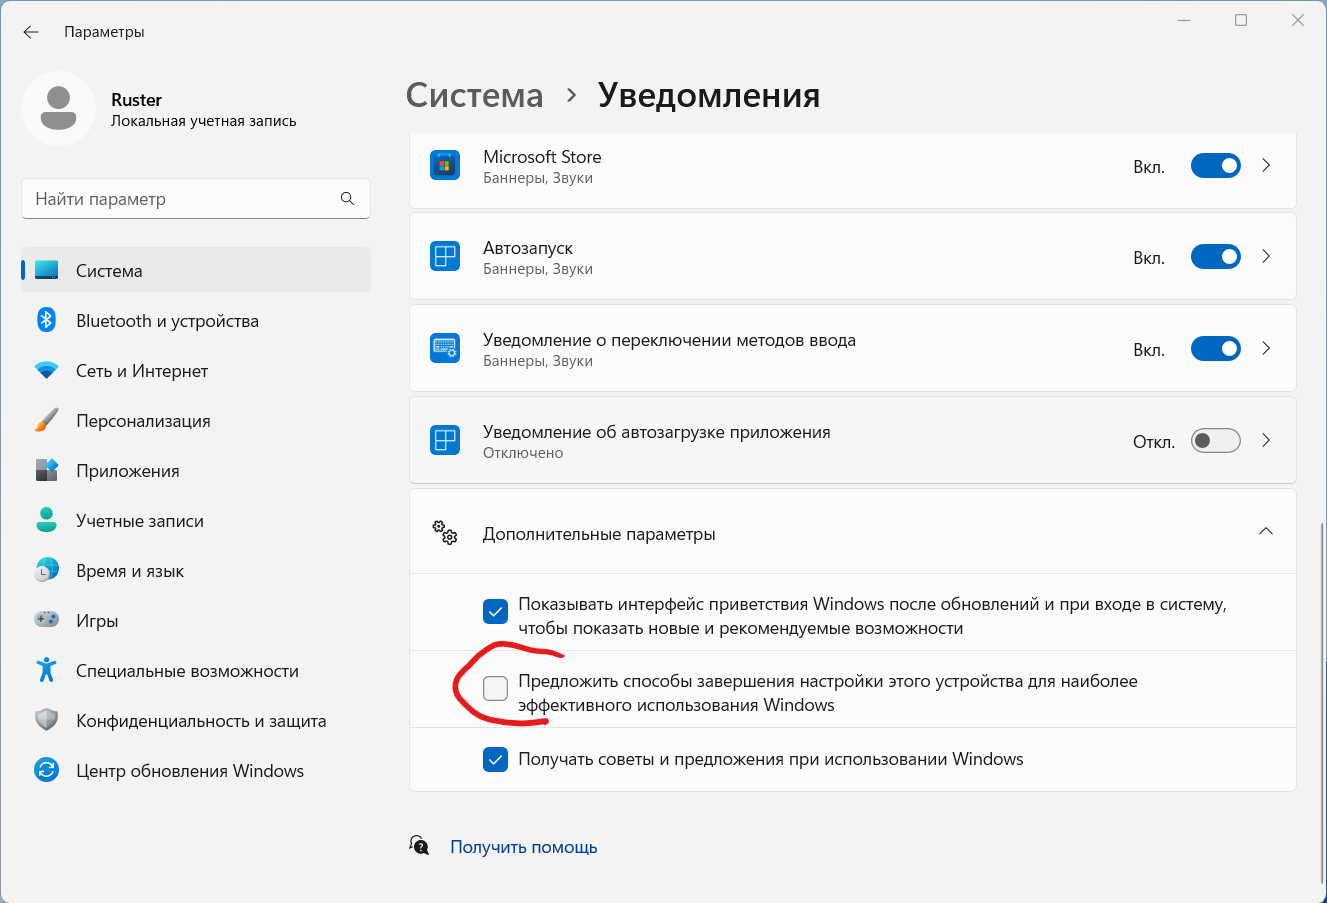 Параметры
Ruster
Локальная учетная запись
Найти параметр
Система
Bluetooth и устройства
Сеть и Интернет
Персонализация
Приложения
Учетные записи
Время и язык
Игры
Специальные возможности
Конфиденциальность и защита
Центр обновления Windows
Система > Уведомления
Microsoft Store
Баннеры, Звуки
Вкл.
Автозапуск
Баннеры, Звуки
Вкл.
Уведомление о переключении методов ввода
Баннеры, Звуки
Вкл.
Уведомление об автозагрузке приложения
Отключено
Откл.
Дополнительные параметры
Показывать интерфейс приветствия Windows после обновлений и при входе в систему,
чтобы показать новые и рекомендуемые возможности
Предложить способы завершения настройки этого устройства для наиболее
эффективного использования Windows
Получать советы и предложения при использовании Windows
Получить помощь